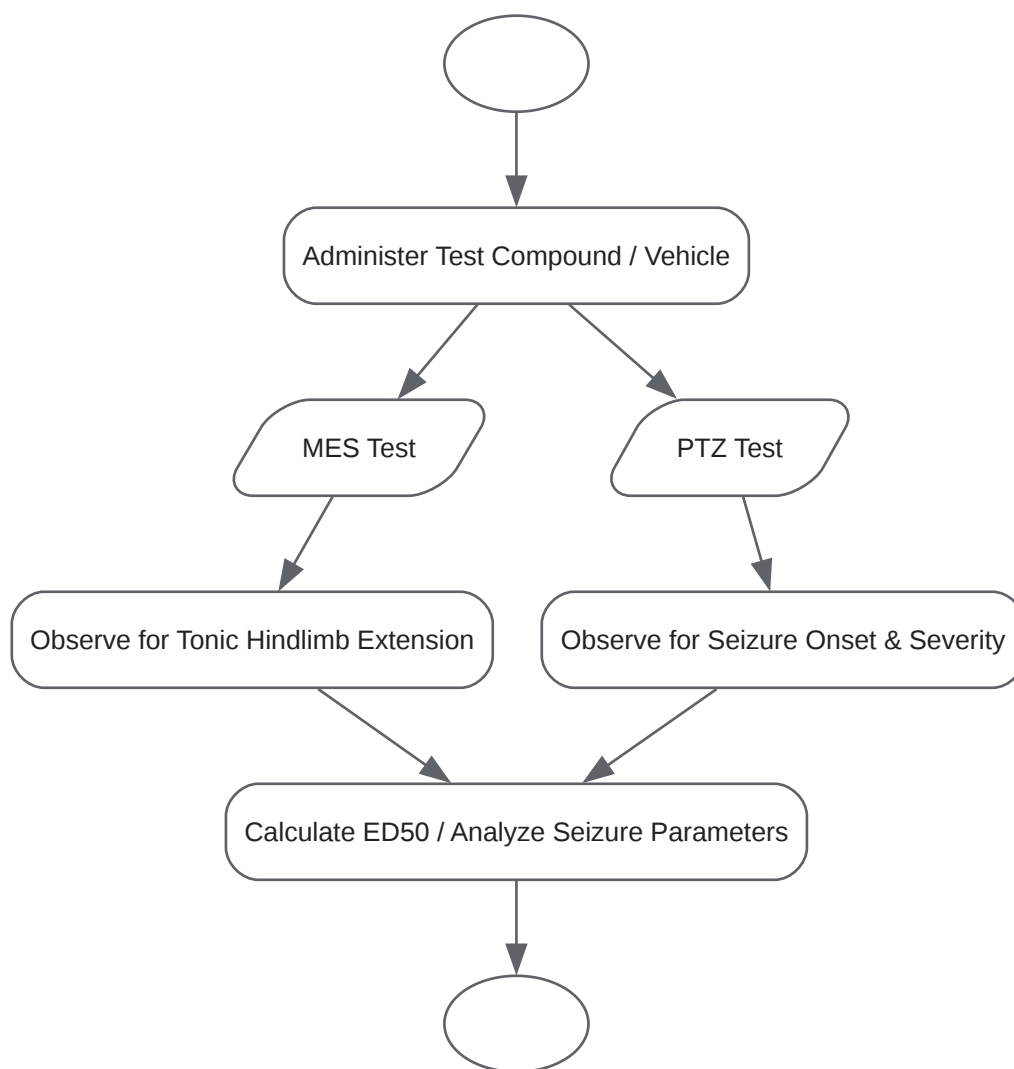 Administer Test Compound / Vehicle
MES Test
PTZ Test
Observe for Tonic Hindlimb Extension
Observe for Seizure Onset & Severity
Calculate ED50 / Analyze Seizure Parameters